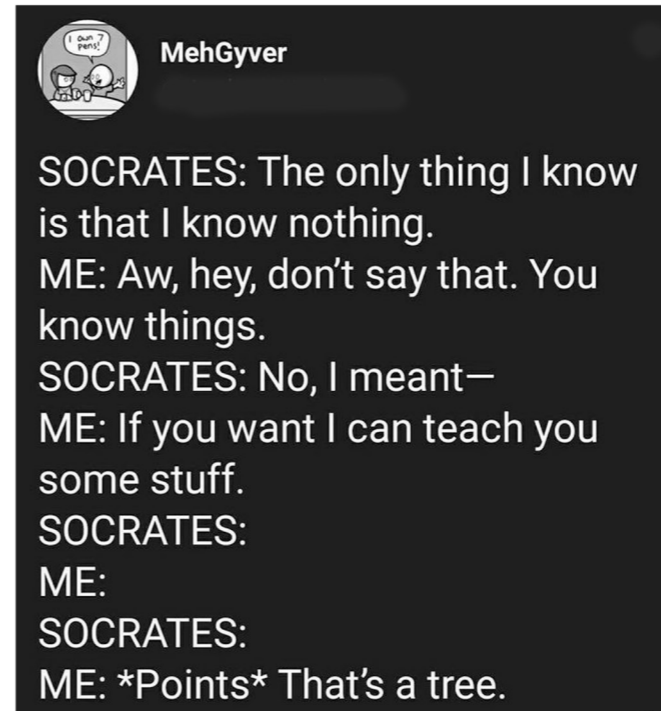 I own 7
pens!
MehGyver
SOCRATES: The only thing I know
is that I know nothing.
ME: Aw, hey, don’t say that. You
know things.
SOCRATES: No, I meant—
ME: If you want I can teach you
some stuff.
SOCRATES:
ME:
SOCRATES:
ME: *Points* That’s a tree.